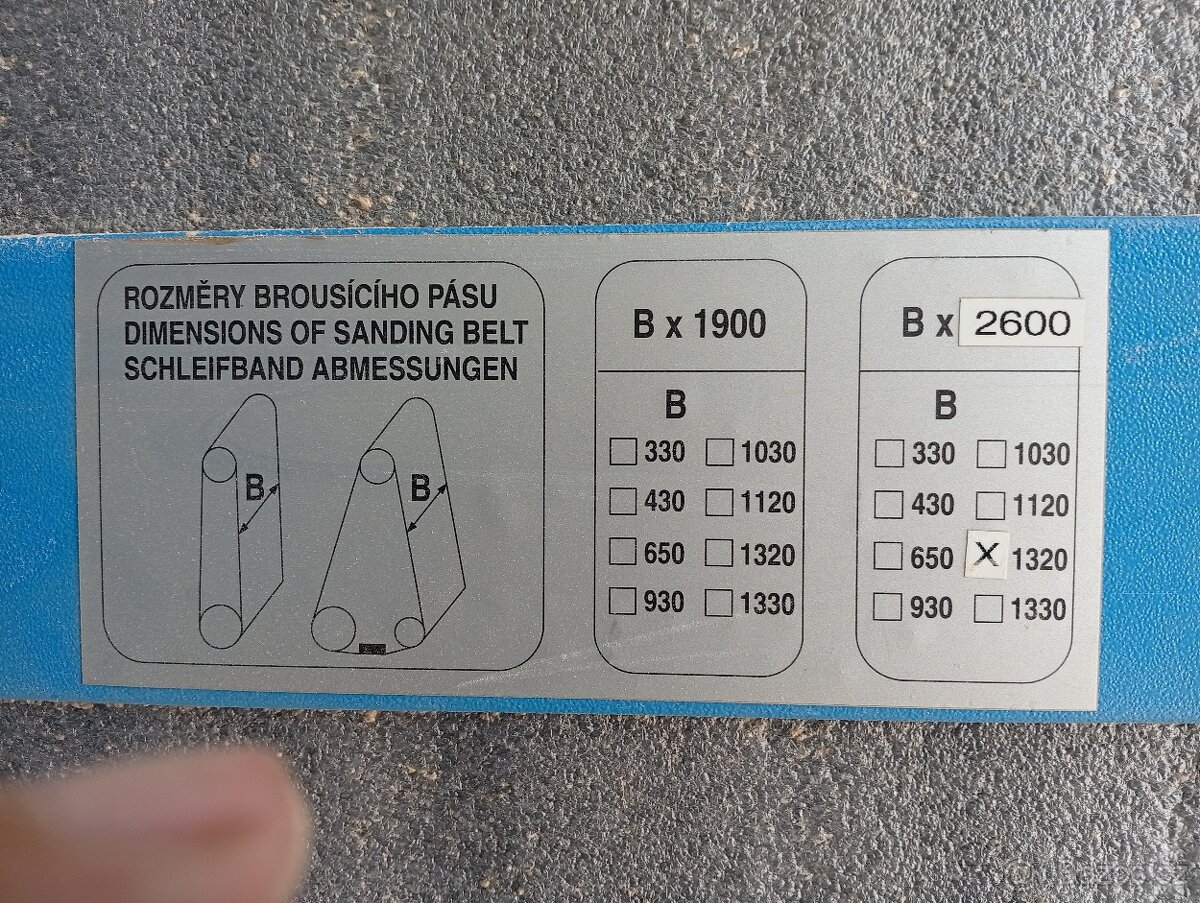 ROZMĚRY BROUSÍCÍHO PÁSU
DIMENSIONS OF SANDING BELT
SCHLEIFBAND ABMESSUNGEN
B
B
B x 1900
B
330 1030
430 1120
650 1320
930 1330
B x 2600
B
330 1030
430 1120
650 X 1320
930 1330